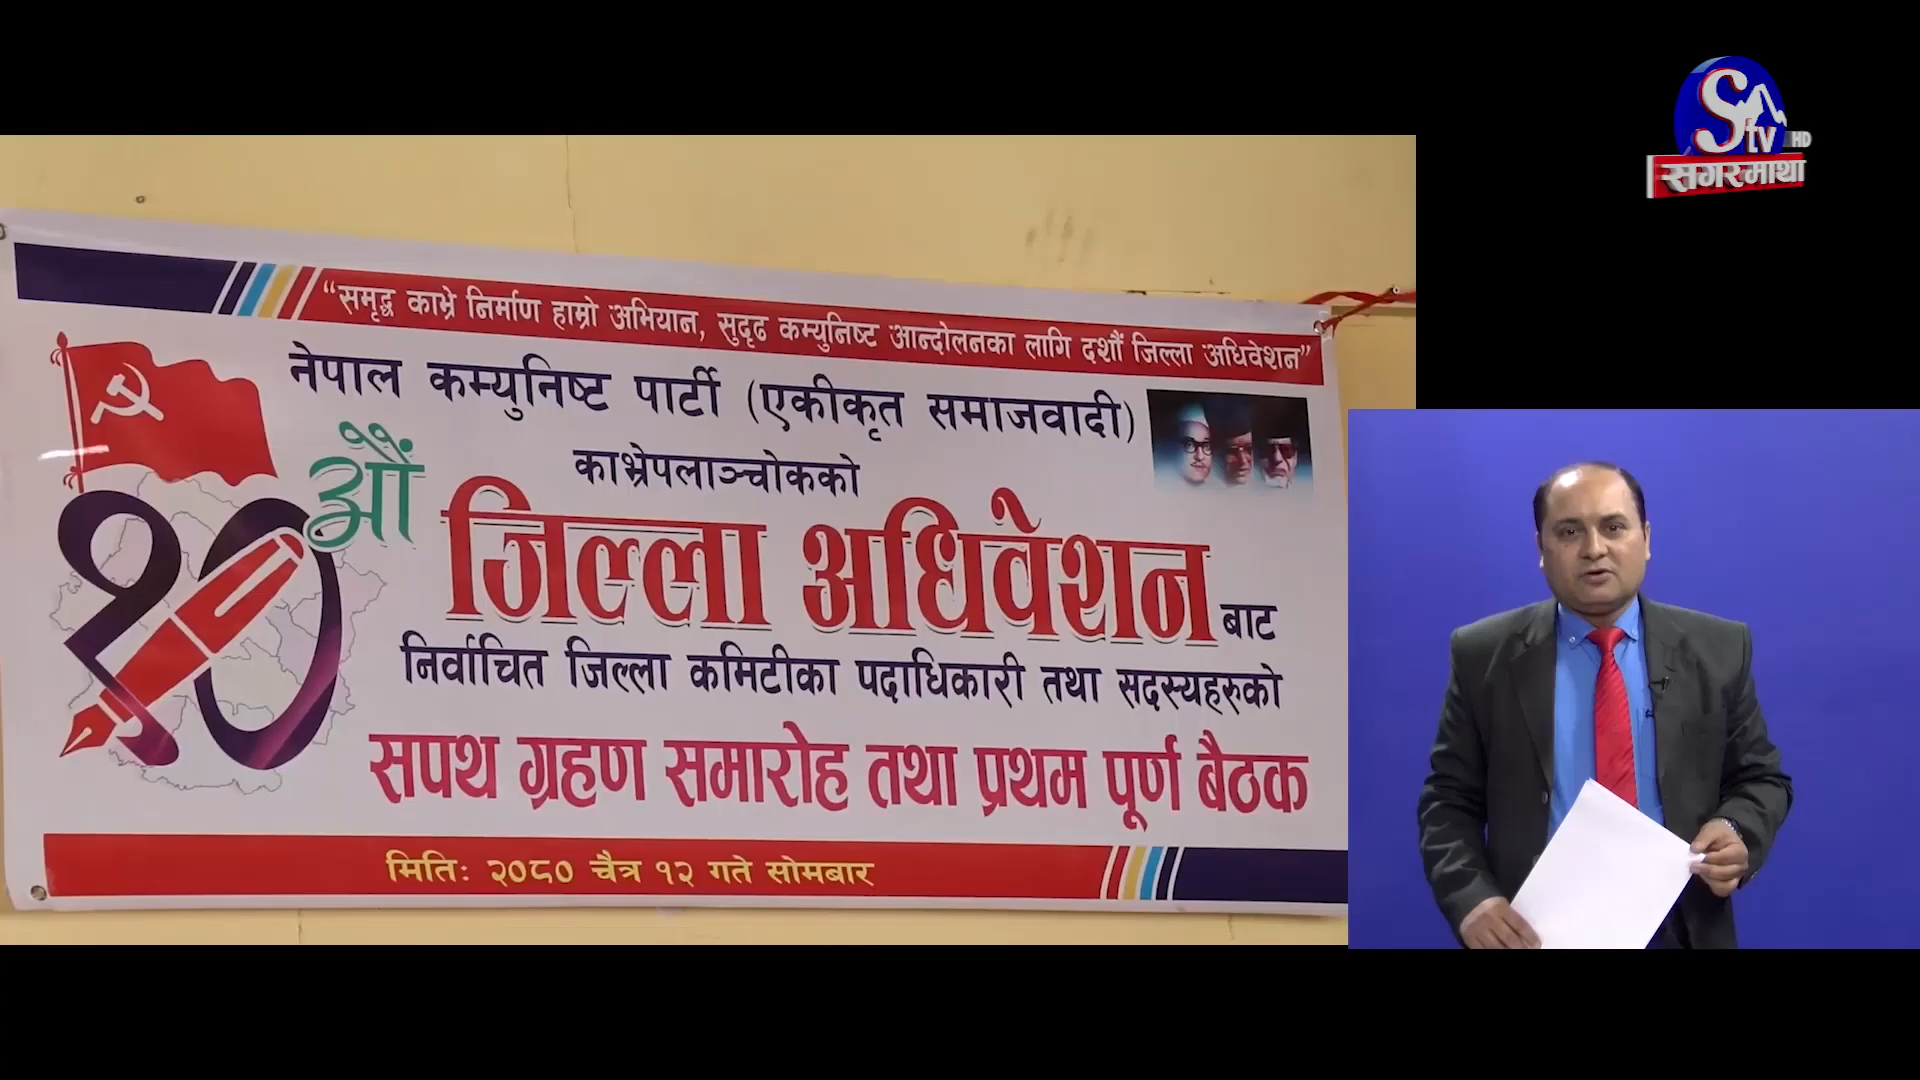 S tv HD
सगरमाथा
“समृद्ध काभ्रे निर्माण हाम्रो अभियान, सुदृढ कम्युनिष्ट आन्दोलनका लागि दशौं जिल्ला अधिवेशन”
नेपाल कम्युनिष्ट पार्टी (एकीकृत समाजवादी)
काभ्रेपलाञ्चोकको
१० औं जिल्ला अधिवेशन बाट
निर्वाचित जिल्ला कमिटीका पदाधिकारी तथा सदस्यहरुको
सपथ ग्रहण समारोह तथा प्रथम पूर्ण बैठक
मितिः २०८० चैत्र १२ गते सोमबार